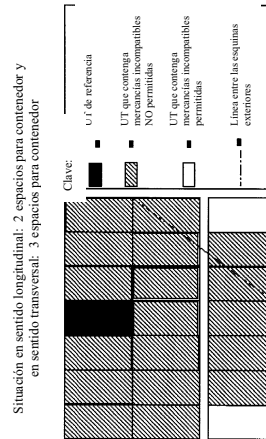 Situación en sentido longitudinal: 2 espacios para contenedor y
en sentido transversal: 3 espacios para contenedor
Clave:
UT de referencia
UT que contenga
mercancías incompatibles
NO permitidas
UT que contenga
mercancías incompatibles
permitidas
Línea entre las esquinas
exteriores